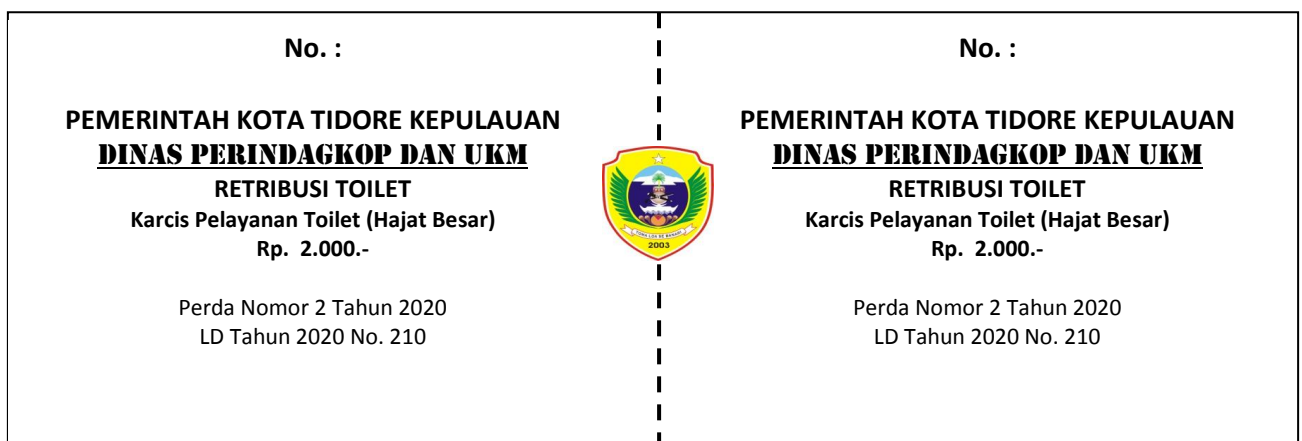 No. :
PEMERINTAH KOTA TIDORE KEPULAUAN
DINAS PERINDAGKOP DAN UKM
RETRIBUSI TOILET
Karcis Pelayanan Toilet (Hajat Besar)
Rp. 2.000.-
Perda Nomor 2 Tahun 2020
LD Tahun 2020 No. 210
2003
No. :
PEMERINTAH KOTA TIDORE KEPULAUAN
DINAS PERINDAGKOP DAN UKM
RETRIBUSI TOILET
Karcis Pelayanan Toilet (Hajat Besar)
Rp. 2.000.-
Perda Nomor 2 Tahun 2020
LD Tahun 2020 No. 210